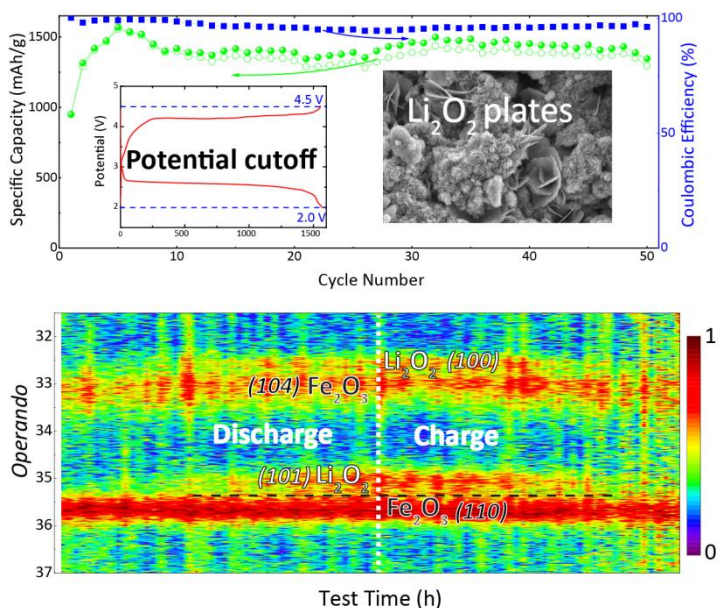 1500
1000
500
0
Specific Capacity (mAh/g)
100
50
0
Coulombic Efficiency (%)
0
10
20
30
40
50
Cycle Number
5
4
3
2
Potential (V)
4.5 V
Potential cutoff
2.0 V
0
500
1000
1500
Li₂O₂ plates
32
33
34
35
36
37
Operando
Li₂O₂ (100)
(104) Fe₂O₃
Discharge
Charge
(101) Li₂O₂
Fe₂O₃ (110)
Test Time (h)
1
0